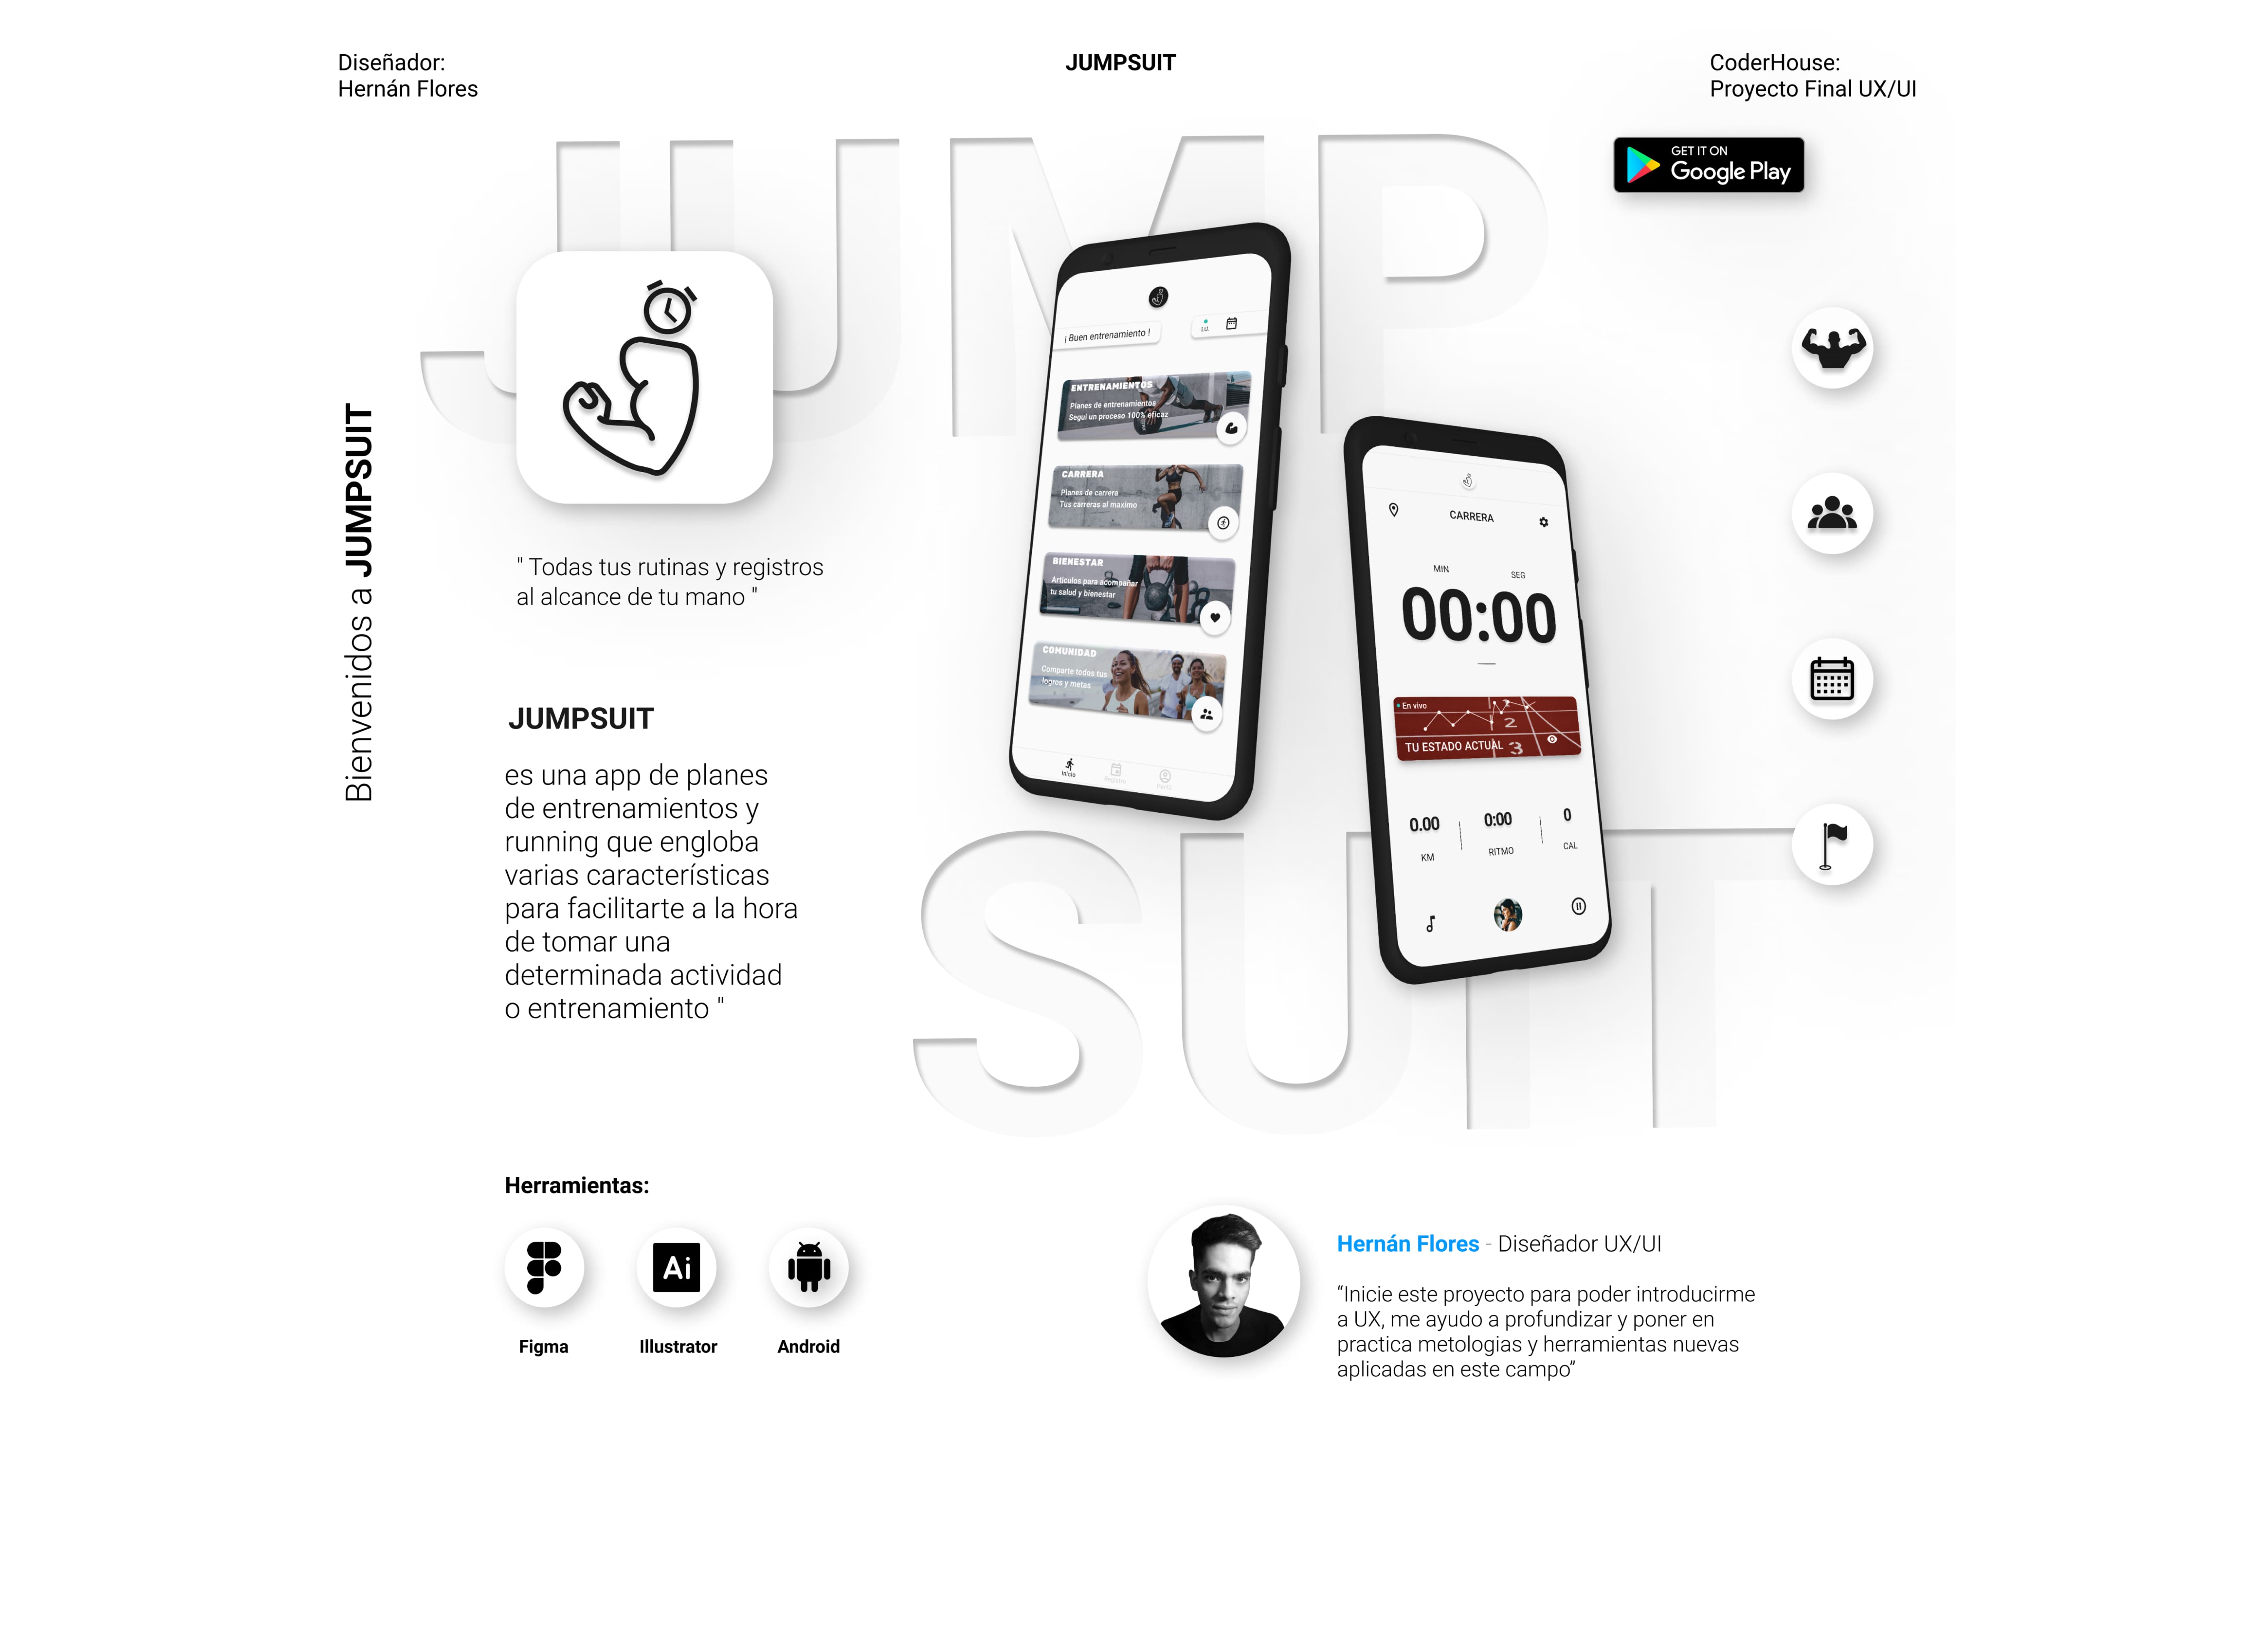 Diseñador:
Hernán Flores
JUMPSUIT
CoderHouse:
Proyecto Final UX/UI
GET IT ON
Google Play
JUMP
SUIT
Bienvenidos a JUMPSUIT
" Todas tus rutinas y registros
al alcance de tu mano "
JUMPSUIT
es una app de planes
de entrenamientos y
running que engloba
varias características
para facilitarte a la hora
de tomar una
determinada actividad
o entrenamiento "
¡ Buen entrenamiento !
LU.
ENTRENAMIENTOS
Planes de entrenamientos
Segui un proceso 100% eficaz
CARRERA
Planes de carrera
Tus carreras al maximo
BIENESTAR
Artículos para acompañar
tu salud y bienestar
COMUNIDAD
Comparte todos tus
logros y metas
Inicio
Perfil
CARRERA
MIN
SEG
00:00
En vivo
2
TU ESTADO ACTUAL
3
0.00
0:00
0
KM
RITMO
CAL
Herramientas:
Ai
Figma
Illustrator
Android
Hernán Flores - Diseñador UX/UI
“Inicie este proyecto para poder introducirme
a UX, me ayudo a profundizar y poner en
practica metologias y herramientas nuevas
aplicadas en este campo”